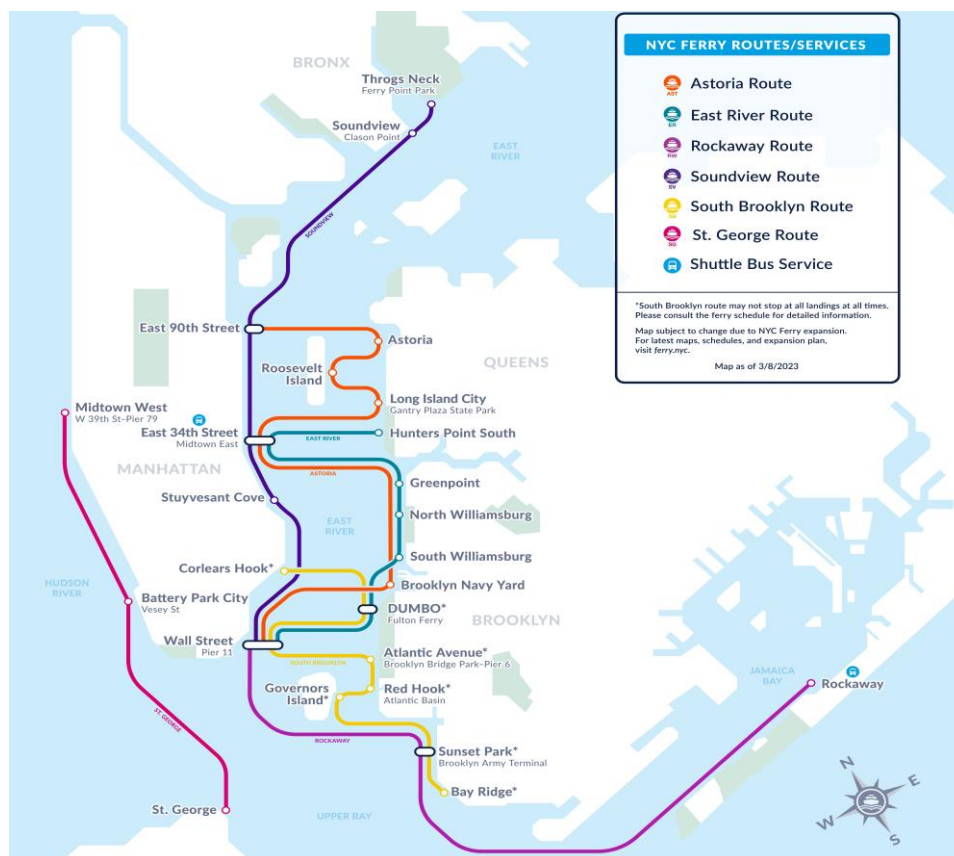 NYC FERRY ROUTES/SERVICES
AST
Astoria Route
ER
East River Route
RW
Rockaway Route
SV
Soundview Route
SB
South Brooklyn Route
SG
St. George Route
Shuttle Bus Service
*South Brooklyn route may not stop at all landings at all times.
Please consult the ferry schedule for detailed information.
Map subject to change due to NYC Ferry expansion.
For latest maps, schedules, and expansion plan,
visit ferry.nyc.
Map as of 3/8/2023
BRONX
Throgs Neck
Ferry Point Park
Soundview
Clason Point
EAST
RIVER
SOUNDVIEW
East 90th Street
Astoria
QUEENS
Roosevelt
Island
Long Island City
Gantry Plaza State Park
Midtown West
W 39th St-Pier 79
East 34th Street
Midtown East
EAST RIVER
Hunters Point South
MANHATTAN
ASTORIA
Greenpoint
Stuyvesant Cove
North Williamsburg
EAST
RIVER
South Williamsburg
Corlears Hook*
HUDSON
RIVER
Brooklyn Navy Yard
Battery Park City
Vesey St
DUMBO*
Fulton Ferry
BROOKLYN
Wall Street
Pier 11
SOUTH BROOKLYN
Atlantic Avenue*
Brooklyn Bridge Park–Pier 6
JAMAICA
BAY
Rockaway
Governors
Island*
Red Hook*
Atlantic Basin
ST. GEORGE
ROCKAWAY
Sunset Park*
Brooklyn Army Terminal
Bay Ridge*
St. George
UPPER BAY
N
E
W
S